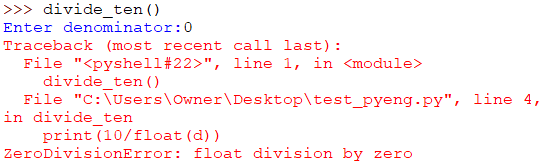 >>> divide_ten()
Enter denominator:0
Traceback (most recent call last):
  File "<pyshell#22>", line 1, in <module>
    divide_ten()
  File "C:\Users\Owner\Desktop\test_pyeng.py", line 4,
in divide_ten
    print(10/float(d))
ZeroDivisionError: float division by zero